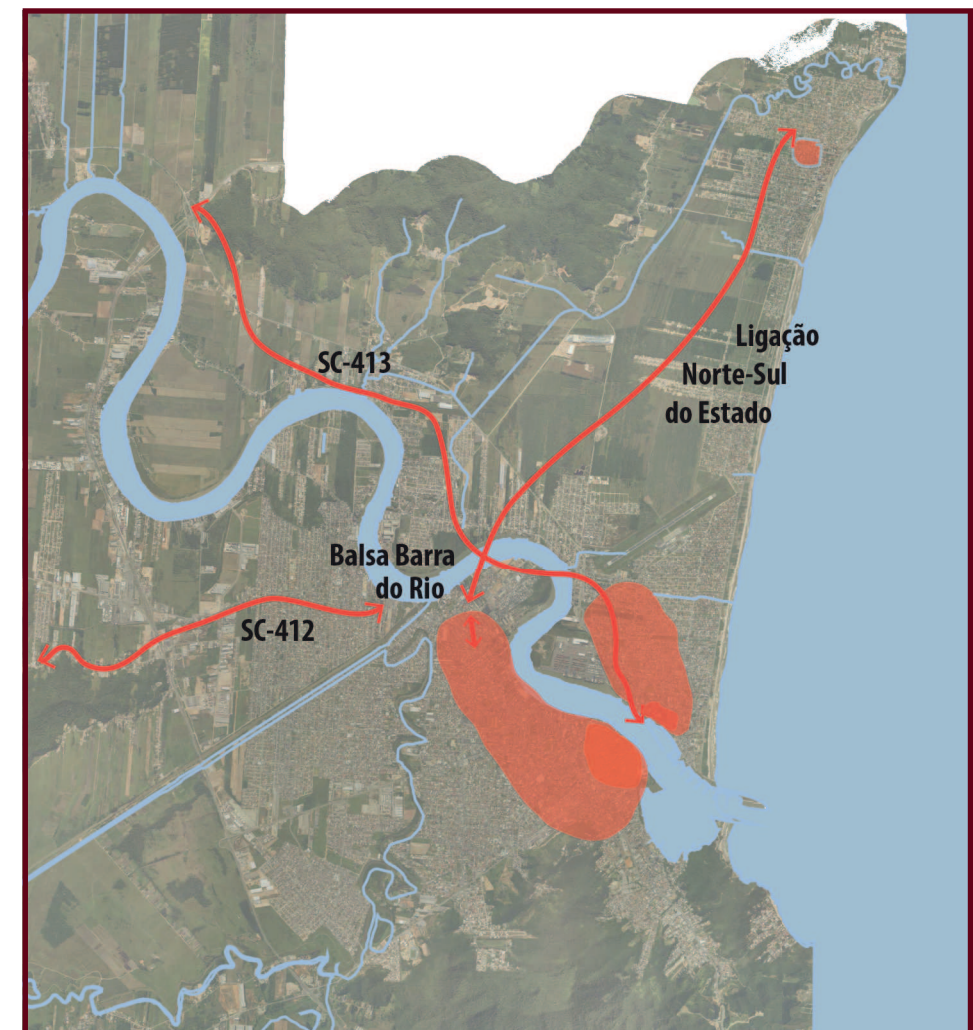 Ligação
Norte-Sul
do Estado
SC-413
Balsa Barra
do Rio
SC-412